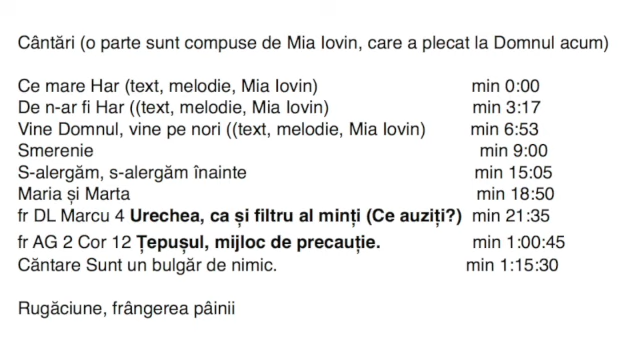 Cântări (o parte sunt compuse de Mia Iovin, care a plecat la Domnul acum)
Ce mare Har (text, melodie, Mia Iovin) min 0:00
De n-ar fi Har ((text, melodie, Mia Iovin) min 3:17
Vine Domnul, vine pe nori ((text, melodie, Mia Iovin) min 6:53
Smerenie min 9:00
S-alergăm, s-alergăm înainte min 15:05
Maria și Marta min 18:50
fr DL Marcu 4 Urechea, ca și filtru al minți (Ce auziți?) min 21:35
fr AG 2 Cor 12 Țepușul, mijloc de precauție. min 1:00:45
Căntare Sunt un bulgăr de nimic. min 1:15:30
Rugăciune, frângerea pâinii